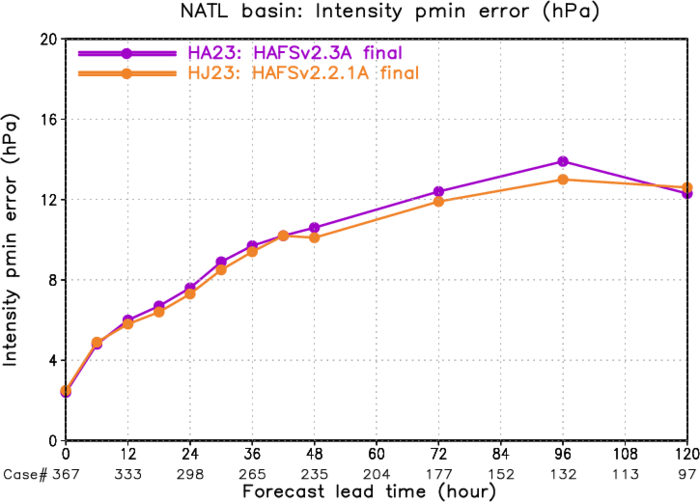 NATL basin: Intensity pmin error (hPa)
20
HA23: HAFSv2.3A final
HJ23: HAFSv2.2.1A final
16
12
8
4
0
Intensity pmin error (hPa)
0 12 24 36 48 60 72 84 96 108 120
Case# 367 333 298 265 235 204 177 152 132 113 97
Forecast lead time (hour)